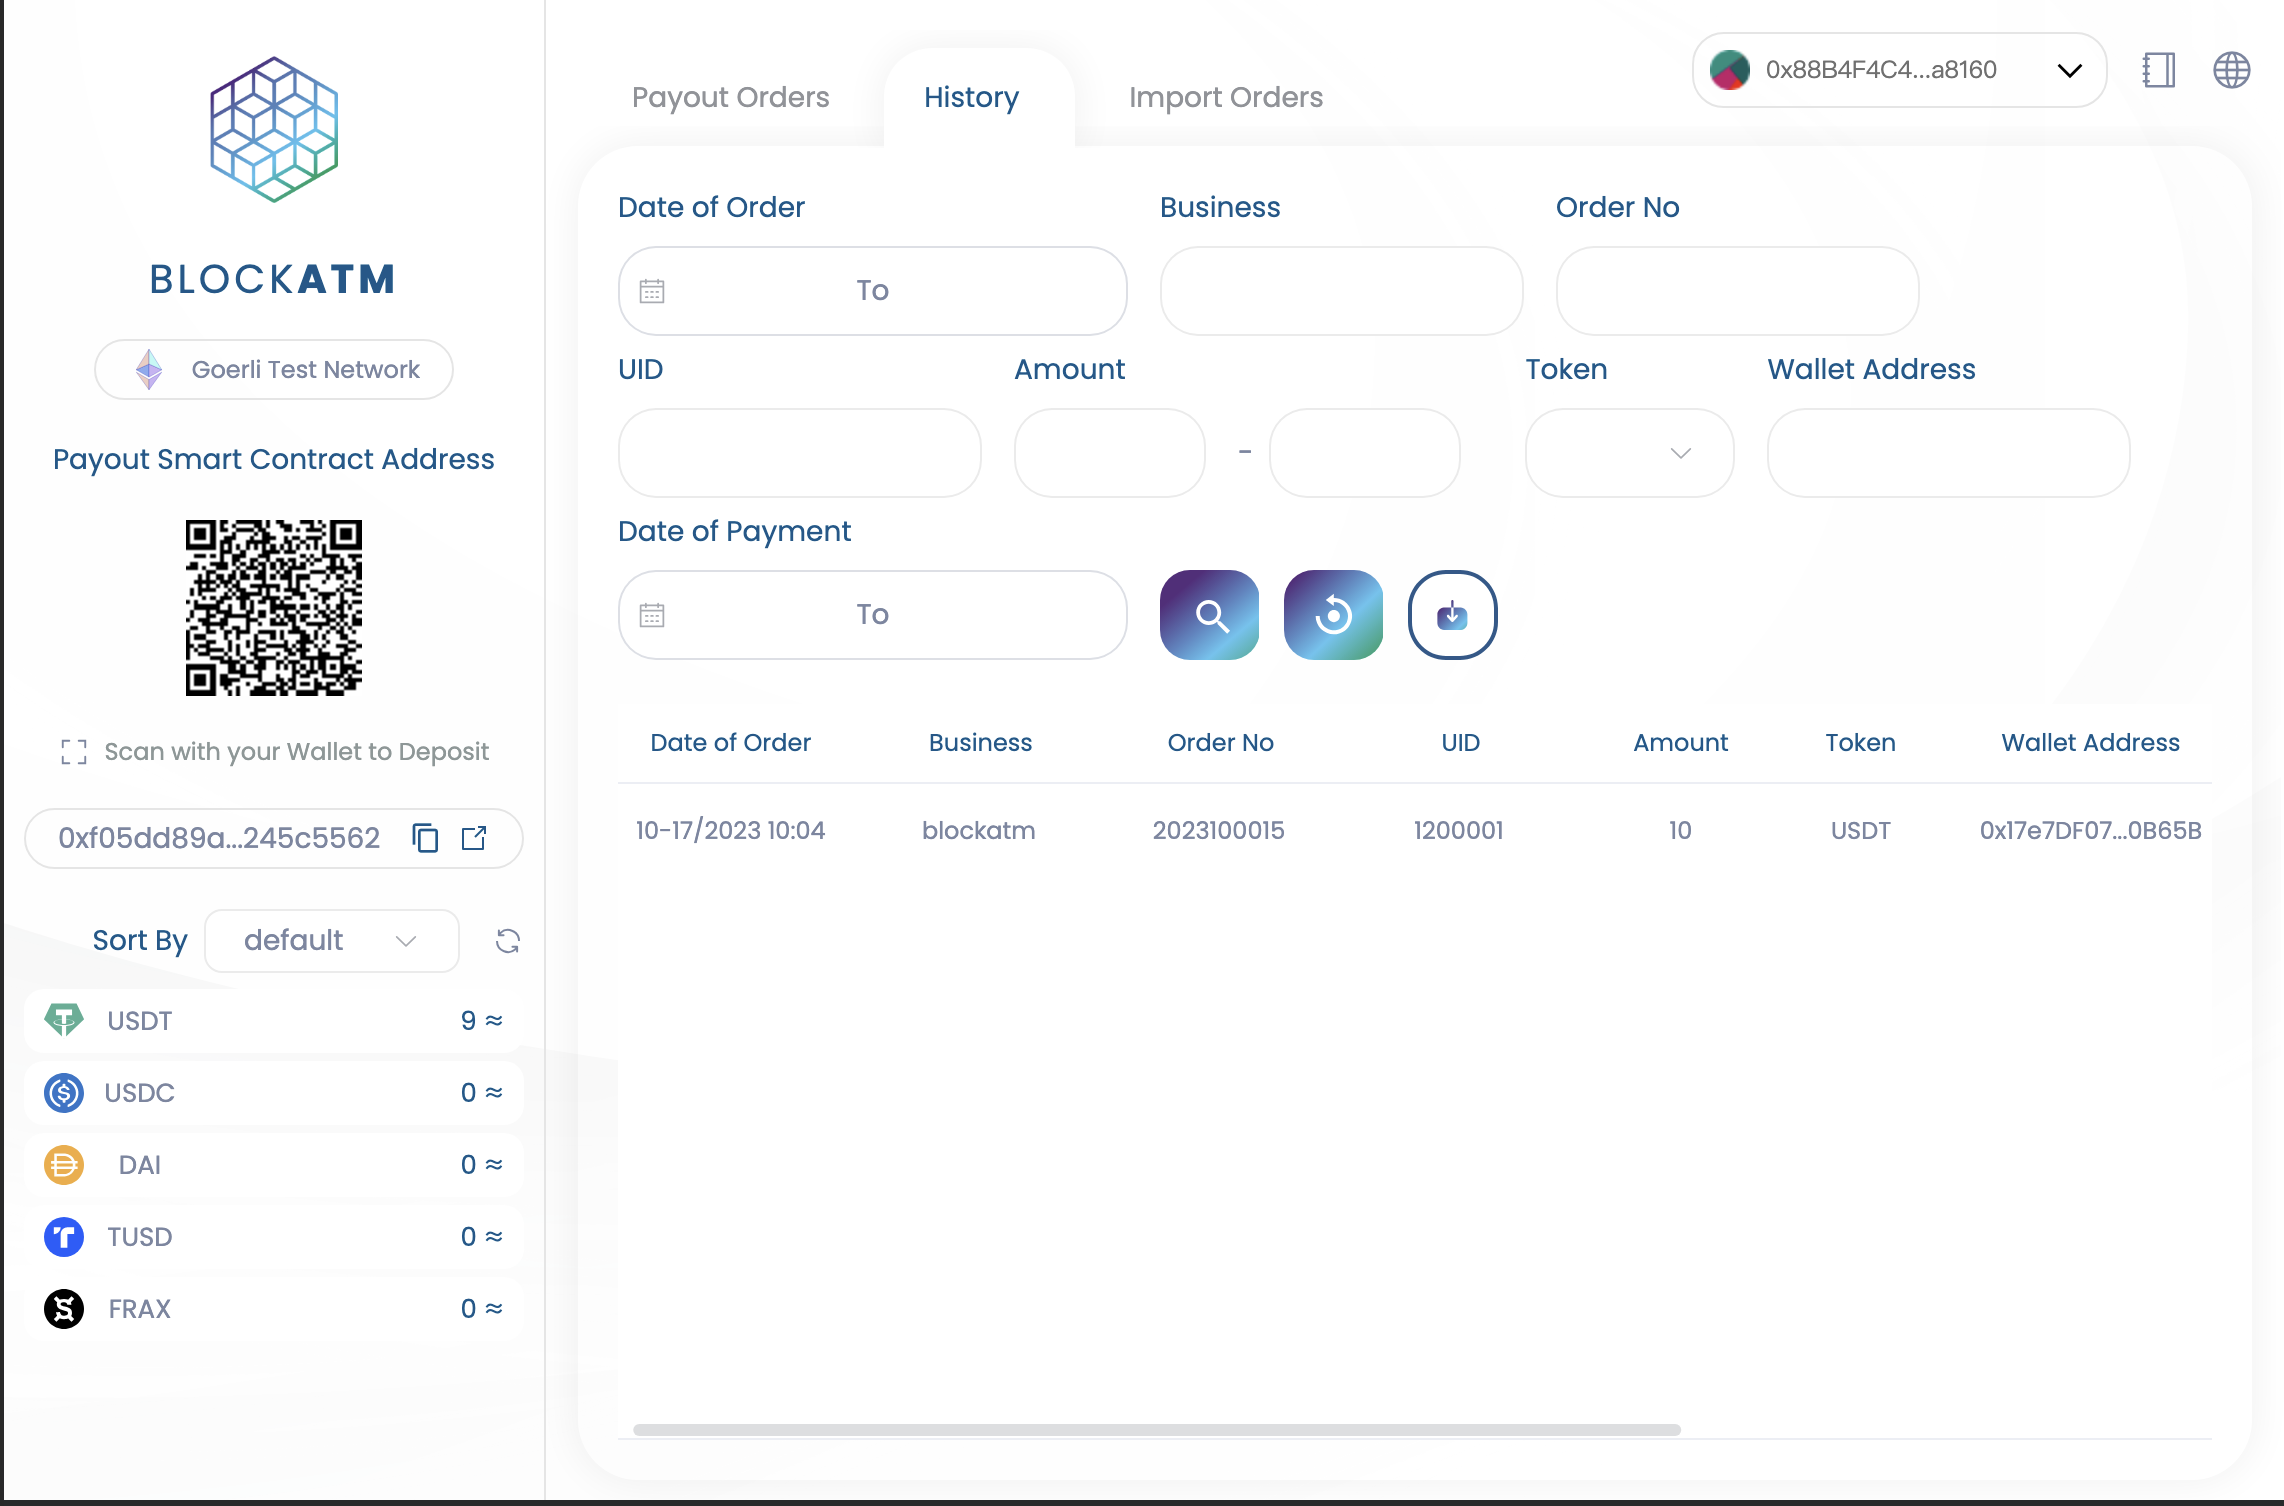 BLOCKATM
Goerli Test Network
Payout Smart Contract Address
Scan with your Wallet to Deposit
0xf05dd89a...245c5562
Sort By default
USDT 9 ≈
USDC 0 ≈
DAI 0 ≈
TUSD 0 ≈
FRAX 0 ≈
Payout Orders History Import Orders
0x88B4F4C4...a8160
Date of Order Business Order No
To
UID Amount Token Wallet Address
-
Date of Payment
To
Date of Order Business Order No UID Amount Token Wallet Address
10-17/2023 10:04 blockatm 2023100015 1200001 10 USDT 0x17e7DF07...0B65B